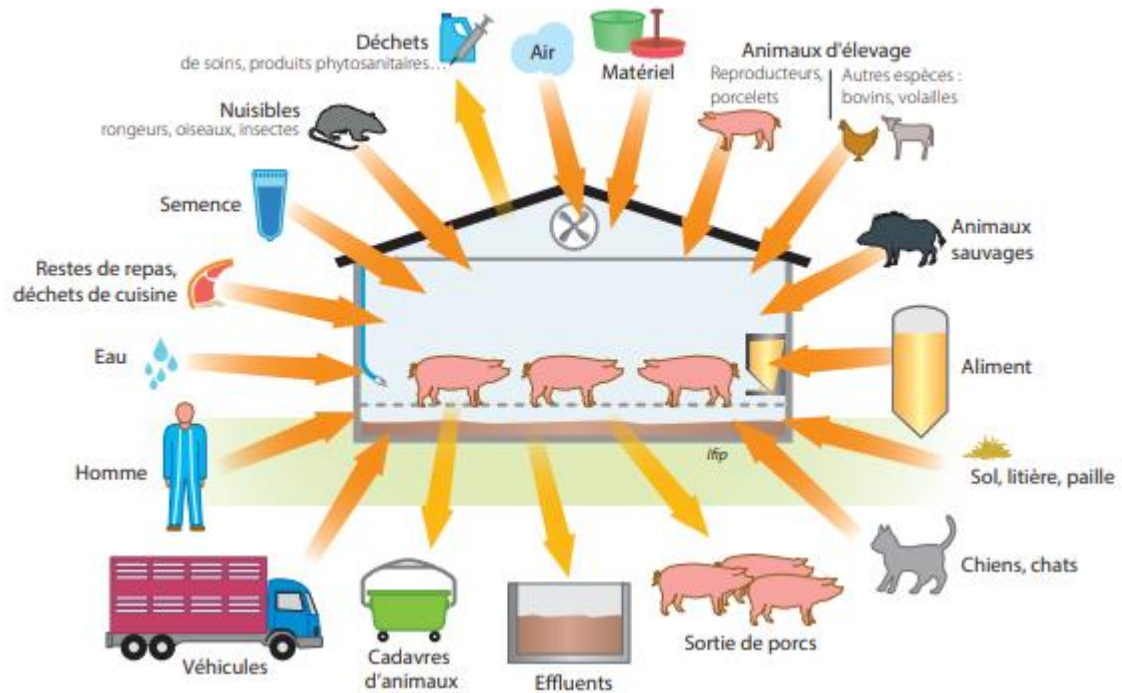 Déchets
de soins, produits phytosanitaires...
Air
Matériel
Animaux d'élevage
Reproducteurs,
porcelets
Autres espèces :
bovins, volailles
Nuisibles
rongeurs, oiseaux, insectes
Semence
Animaux
sauvages
Restes de repas,
déchets de cuisine
Eau
Aliment
Homme
Ifip
Sol, litière, paille
Chiens, chats
Véhicules
Cadavres
d'animaux
Effluents
Sortie de porcs